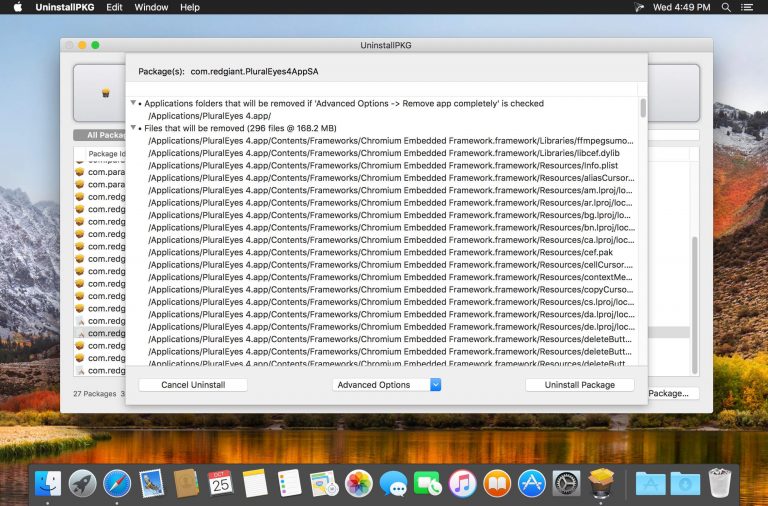 UninstallPKG Edit Window Help Wed 4:49 PM
UninstallPKG
Package(s): com.redgiant.PluralEyes4AppSA
• Applications folders that will be removed if 'Advanced Options -> Remove app completely' is checked
/Applications/PluralEyes 4.app/
All Packa
• Files that will be removed (296 files @ 168.2 MB)
/Applications/PluralEyes 4.app/Contents/Frameworks/Chromium Embedded Framework.framework/Libraries/ffmpegsumo...
Package Id
/Applications/PluralEyes 4.app/Contents/Frameworks/Chromium Embedded Framework.framework/Libraries/libcef.dylib
/Applications/PluralEyes 4.app/Contents/Frameworks/Chromium Embedded Framework.framework/Resources/Info.plist
com.para
/Applications/PluralEyes 4.app/Contents/Frameworks/Chromium Embedded Framework.framework/Resources/aliasCursor...
com.para
/Applications/PluralEyes 4.app/Contents/Frameworks/Chromium Embedded Framework.framework/Resources/am.lproj/lo...
com.redg
/Applications/PluralEyes 4.app/Contents/Frameworks/Chromium Embedded Framework.framework/Resources/ar.lproj/loc...
com.redg
/Applications/PluralEyes 4.app/Contents/Frameworks/Chromium Embedded Framework.framework/Resources/bg.lproj/lo...
com.redg
/Applications/PluralEyes 4.app/Contents/Frameworks/Chromium Embedded Framework.framework/Resources/bn.lproj/loc...
com.redg
/Applications/PluralEyes 4.app/Contents/Frameworks/Chromium Embedded Framework.framework/Resources/ca.lproj/loc...
com.redg
/Applications/PluralEyes 4.app/Contents/Frameworks/Chromium Embedded Framework.framework/Resources/cef.pak
com.redg
/Applications/PluralEyes 4.app/Contents/Frameworks/Chromium Embedded Framework.framework/Resources/cellCursor....
com.redg
/Applications/PluralEyes 4.app/Contents/Frameworks/Chromium Embedded Framework.framework/Resources/contextMe...
com.redg
/Applications/PluralEyes 4.app/Contents/Frameworks/Chromium Embedded Framework.framework/Resources/copyCurso...
com.redg
/Applications/PluralEyes 4.app/Contents/Frameworks/Chromium Embedded Framework.framework/Resources/cs.lproj/loc...
com.redg
/Applications/PluralEyes 4.app/Contents/Frameworks/Chromium Embedded Framework.framework/Resources/da.lproj/loc...
com.redg
/Applications/PluralEyes 4.app/Contents/Frameworks/Chromium Embedded Framework.framework/Resources/de.lproj/loc...
com.redg
/Applications/PluralEyes 4.app/Contents/Frameworks/Chromium Embedded Framework.framework/Resources/deleteButt...
com.redg
/Applications/PluralEyes 4.app/Contents/Frameworks/Chromium Embedded Framework.framework/Resources/deleteButt...
com.redg
/Applications/PluralEyes 4.app/Contents/Frameworks/Chromium Embedded Framework.framework/Resources/deleteButt...
com.redg
Cancel Uninstall Advanced Options Uninstall Package
27 Packages 3 Package...
OCT
25